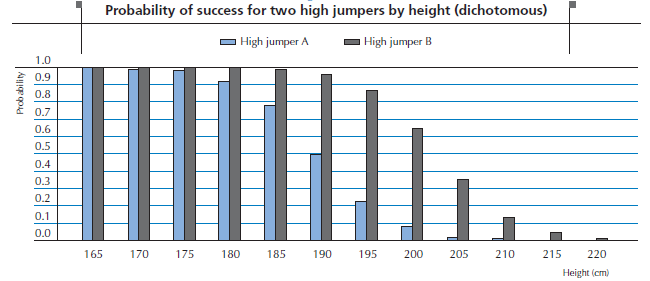 Probability of success for two high jumpers by height (dichotomous)
High jumper A High jumper B
Probability
1.0
0.9
0.8
0.7
0.6
0.5
0.4
0.3
0.2
0.1
0.0
165 170 175 180 185 190 195 200 205 210 215 220
Height (cm)